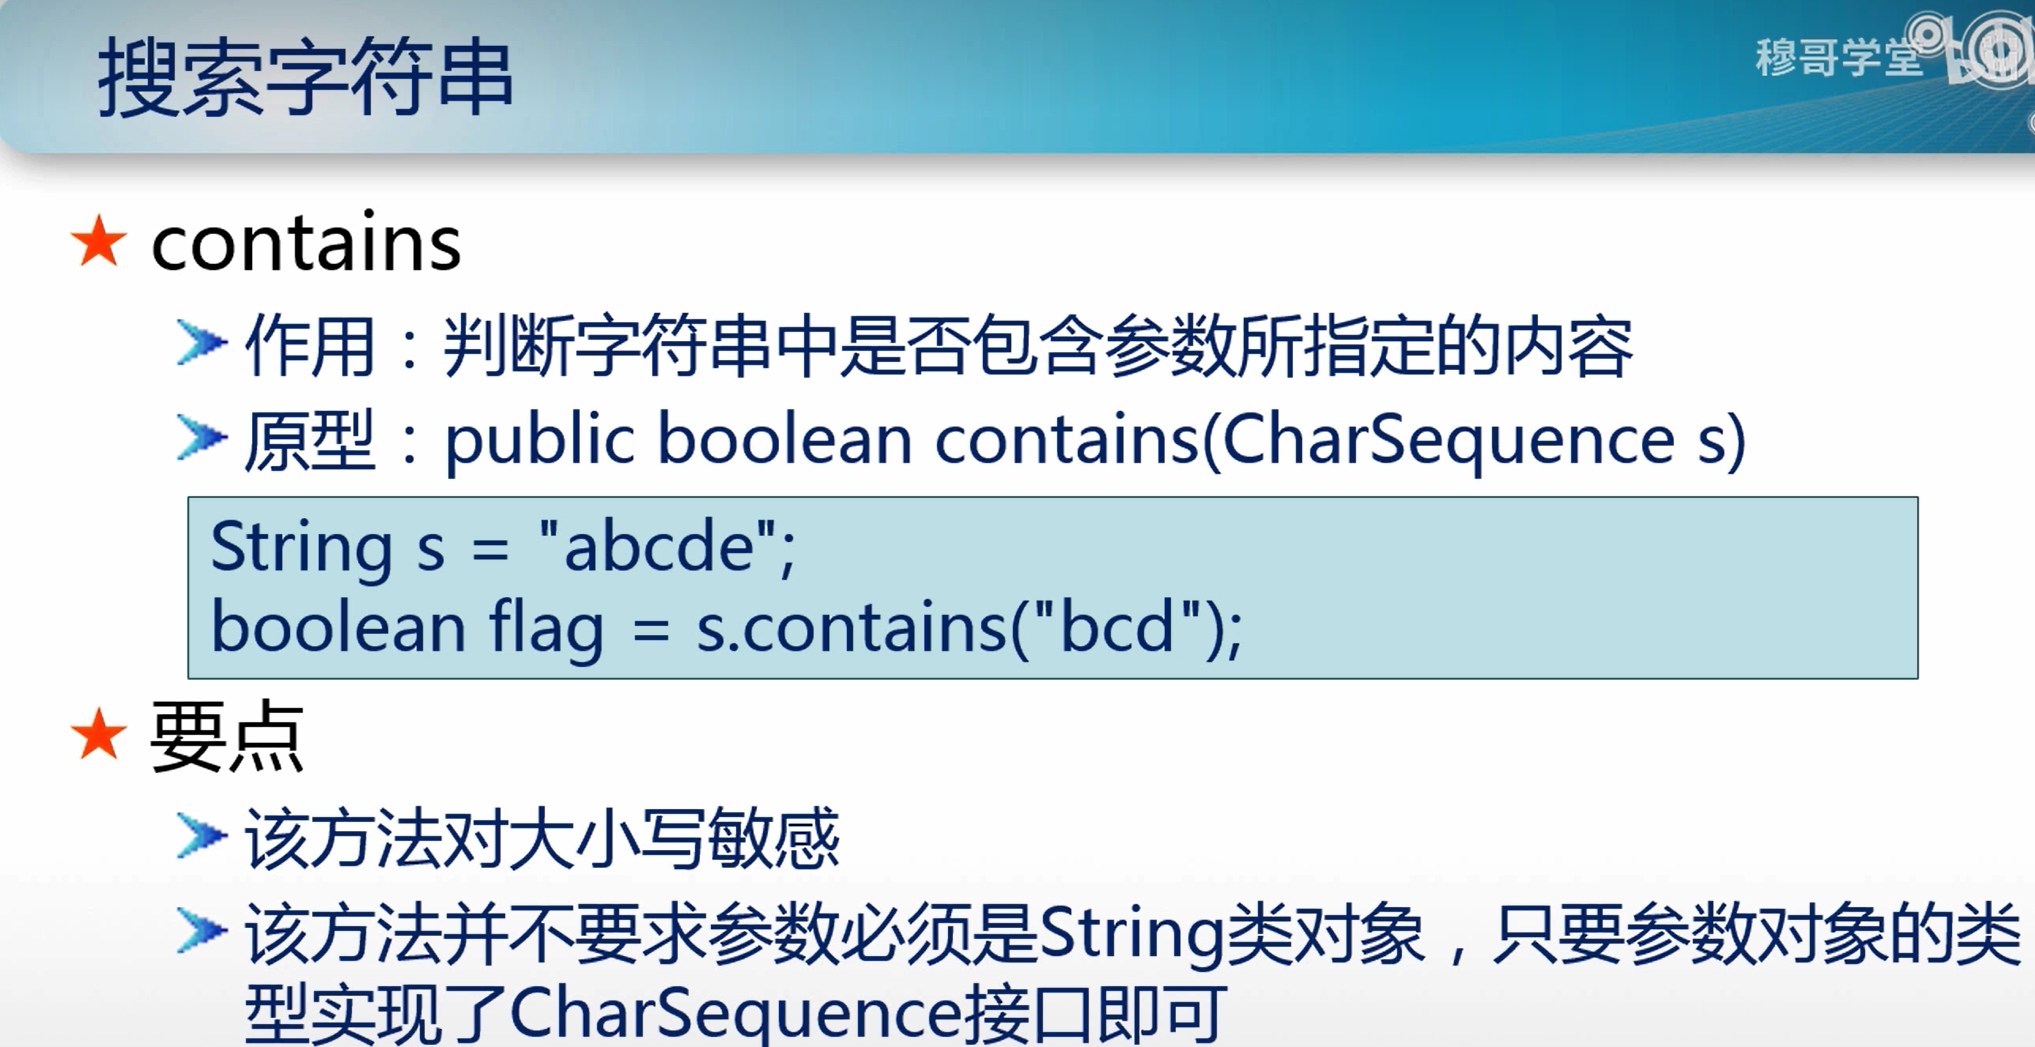 搜索字符串
穆哥学堂
contains
作用：判断字符串中是否包含参数所指定的内容
原型：public boolean contains(CharSequence s)
String s = "abcde";
boolean flag = s.contains("bcd");
要点
该方法对大小写敏感
该方法并不要求参数必须是String类对象，只要参数对象的类
型实现了CharSequence接口即可